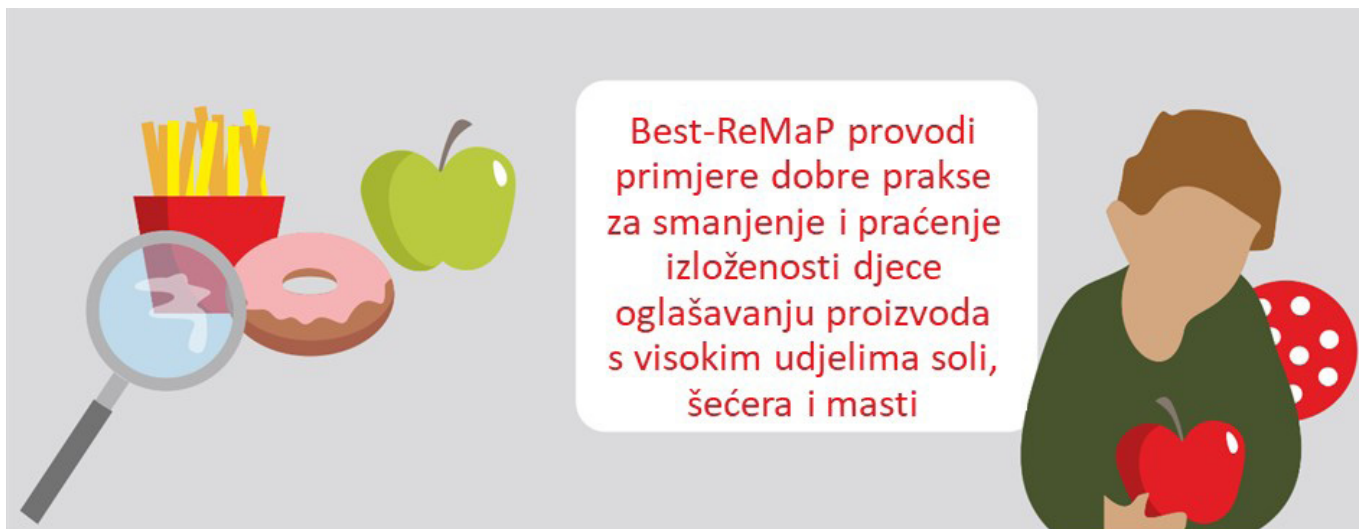 Best-ReMaP provodi
primjere dobre prakse
za smanjenje i praćenje
izloženosti djece
oglašavanju proizvoda
s visokim udjelima soli,
šećera i masti